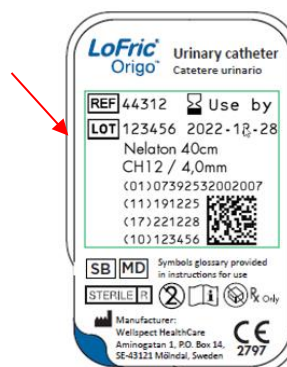 LoFric®
Origo™
Urinary catheter
Catetere urinario
REF 44312 Use by
LOT 123456 2022-12-28
Nelaton 40cm
CH12 / 4,0mm
(01)07392532002007
(11)191225
(17)221228
(10)123456
SB MD Symbols glossary provided
in instructions for use
STERILE R 2 i Rx Only
Manufacturer:
Wellspect HealthCare
Aminogatan 1, P.O. Box 14,
SE-43121 Mölndal, Sweden
CE
2797